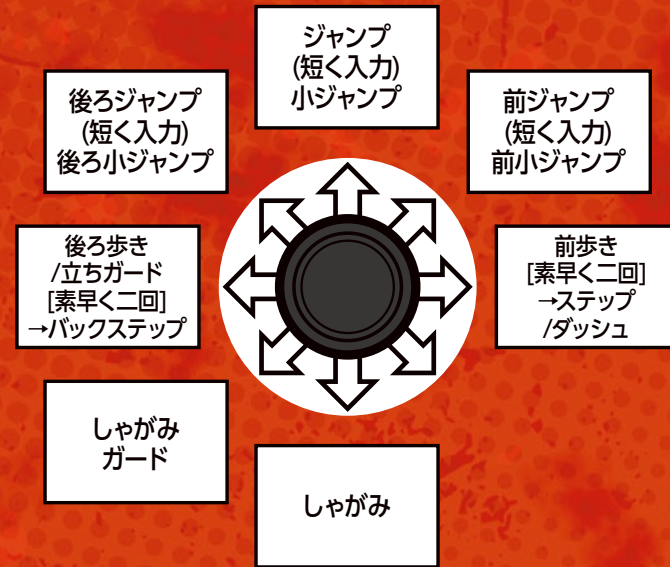 ジャンプ
(短く入力)
小ジャンプ
後ろジャンプ
(短く入力)
後ろ小ジャンプ
前ジャンプ
(短く入力)
前小ジャンプ
後ろ歩き
/立ちガード
[素早く二回]
→バックステップ
前歩き
[素早く二回]
→ステップ
/ダッシュ
しゃがみ
ガード
しゃがみ